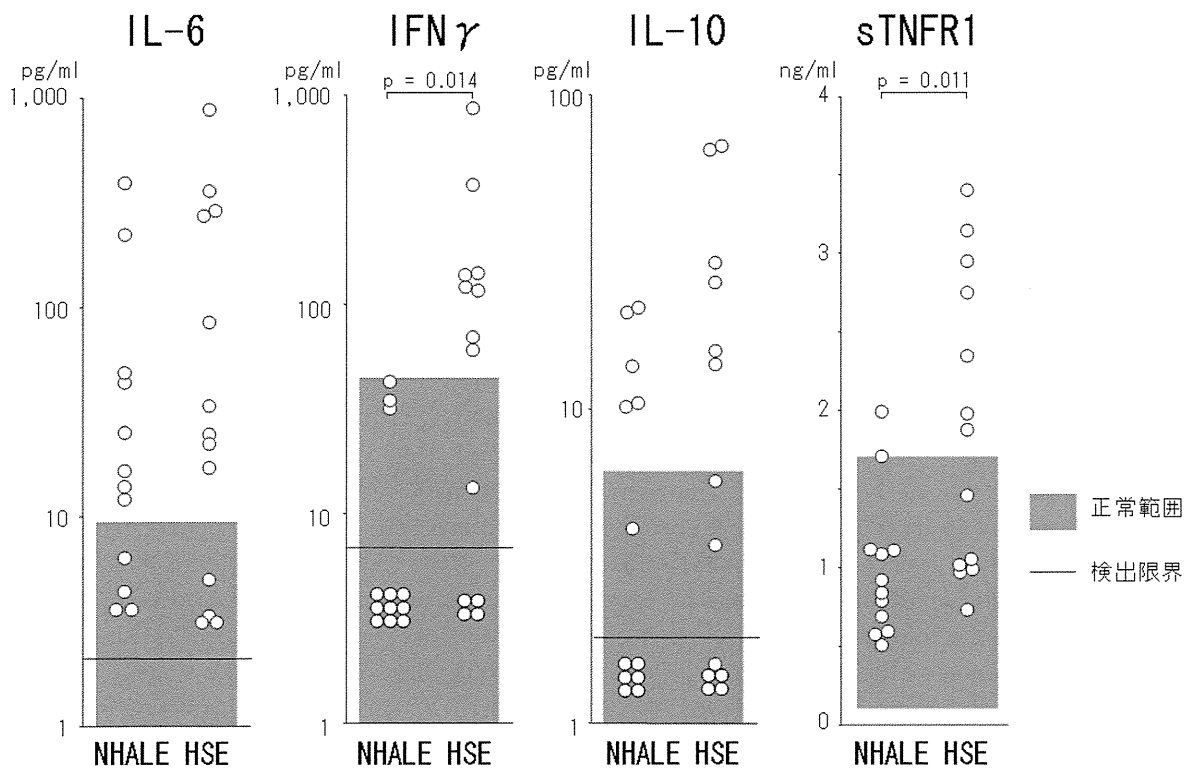 IL-6
pg/ml
1,000
100
10
1
NHALE HSE
IFNγ
pg/ml
p = 0.014
1,000
100
10
1
NHALE HSE
IL-10
pg/ml
100
10
1
NHALE HSE
sTNFR1
ng/ml
p = 0.011
4
3
2
1
0
NHALE HSE
正常範囲
検出限界